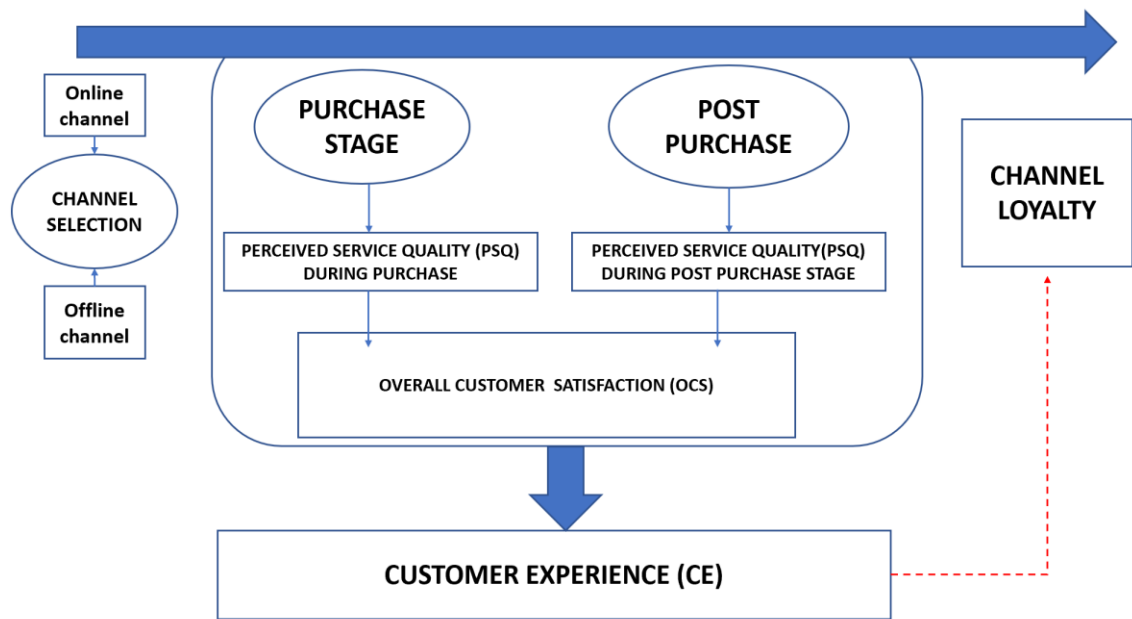 Online
channel
CHANNEL
SELECTION
Offline
channel
PURCHASE
STAGE
POST
PURCHASE
PERCEIVED SERVICE QUALITY (PSQ)
DURING PURCHASE
PERCEIVED SERVICE QUALITY(PSQ)
DURING POST PURCHASE STAGE
OVERALL CUSTOMER SATISFACTION (OCS)
CUSTOMER EXPERIENCE (CE)
CHANNEL
LOYALTY